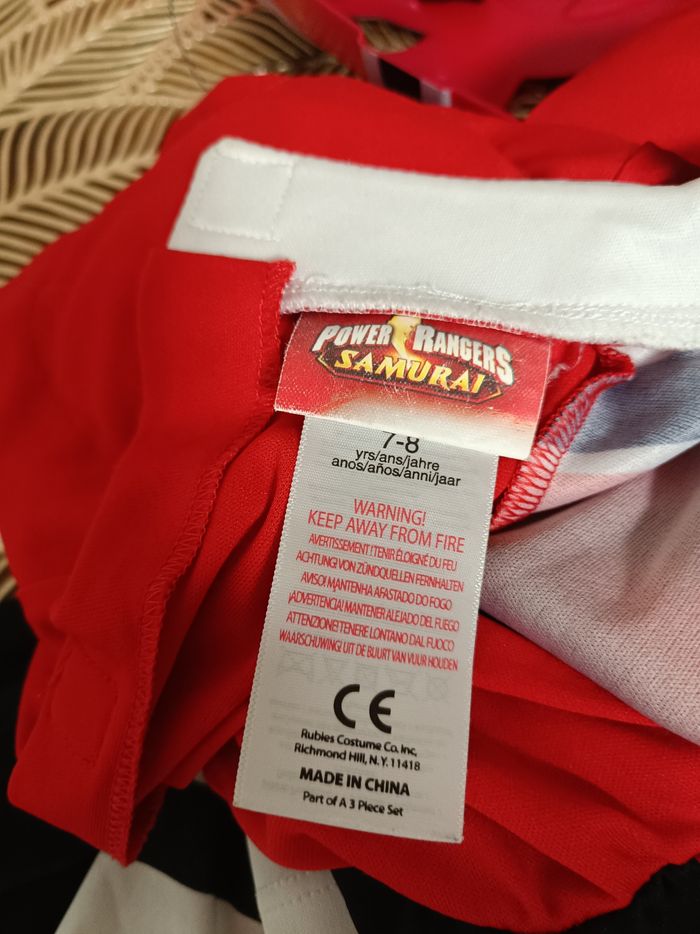 POWER RANGERS
SAMURAI
7-8
yrs/ans/jahre
anos/años/anni/jaar
WARNING!
KEEP AWAY FROM FIRE
AVERTISSEMENT !TENIR ÉLOIGNÉ DU FEU
ACHTUNG! VON ZÜNDQUELLEN FERNHALTEN
AVISO! MANTENHA AFASTADO DO FOGO
¡ADVERTENCIA! MANTENER ALEJADO DEL FUEGO
ATTENZIONE!TENERE LONTANO DAL FUOCO
WAARSCHUWING! UIT DE BUURT VAN VUUR HOUDEN
CE
Rubies Costume Co. Inc,
Richmond Hill, N.Y. 11418
MADE IN CHINA
Part of A 3 Piece Set